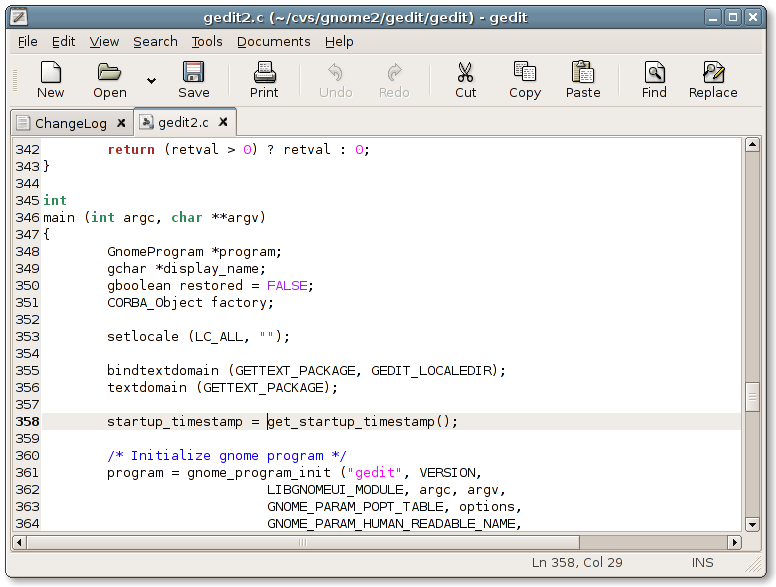 gedit2.c (~/cvs/gnome2/gedit/gedit) - gedit
File Edit View Search Tools Documents Help
New Open Save Print Undo Redo Cut Copy Paste Find Replace
ChangeLog gedit2.c
342         return (retval > 0) ? retval : 0;
343 }
344
345 int
346 main (int argc, char **argv)
347 {
348         GnomeProgram *program;
349         gchar *display_name;
350         gboolean restored = FALSE;
351         CORBA_Object factory;
352
353         setlocale (LC_ALL, "");
354
355         bindtextdomain (GETTEXT_PACKAGE, GEDIT_LOCALEDIR);
356         textdomain (GETTEXT_PACKAGE);
357
358         startup_timestamp = get_startup_timestamp();
359
360         /* Initialize gnome program */
361         program = gnome_program_init ("gedit", VERSION,
362                             LIBGNOMEUI_MODULE, argc, argv,
363                             GNOME_PARAM_POPT_TABLE, options,
364                             GNOME_PARAM_HUMAN_READABLE_NAME,
Ln 358, Col 29 INS